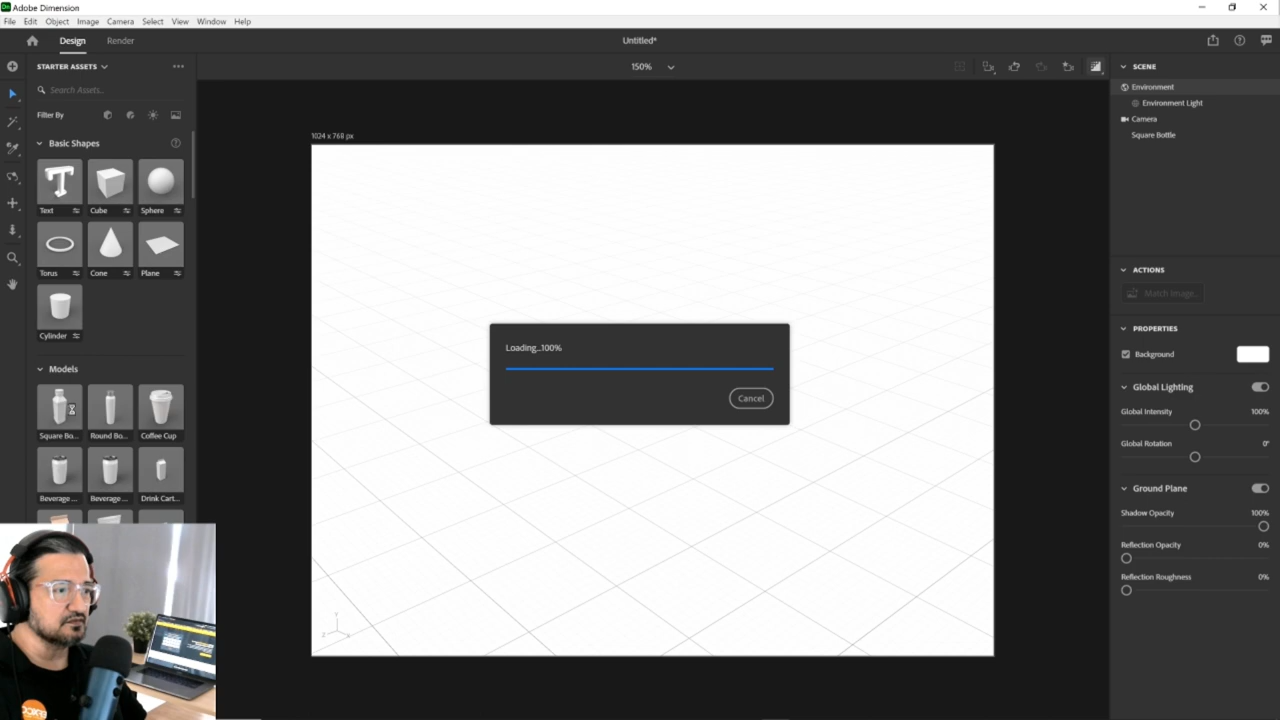 Adobe Dimension
File Edit Object Image Camera Select View Window Help
Design Render
Untitled*
STARTER ASSETS
150%
Search Assets...
Filter By
Basic Shapes
Text Cube Sphere
Torus Cone Plane
Cylinder
Models
Square Bo... Round Bo... Coffee Cup
Beverage ... Beverage ... Drink Cart...
1024 x 768 px
Loading...100%
Cancel
Y
Z X
SCENE
Environment
Environment Light
Camera
Square Bottle
ACTIONS
Match Image...
PROPERTIES
Background
Global Lighting
Global Intensity 100%
Global Rotation 0°
Ground Plane
Shadow Opacity 100%
Reflection Opacity 0%
Reflection Roughness 0%